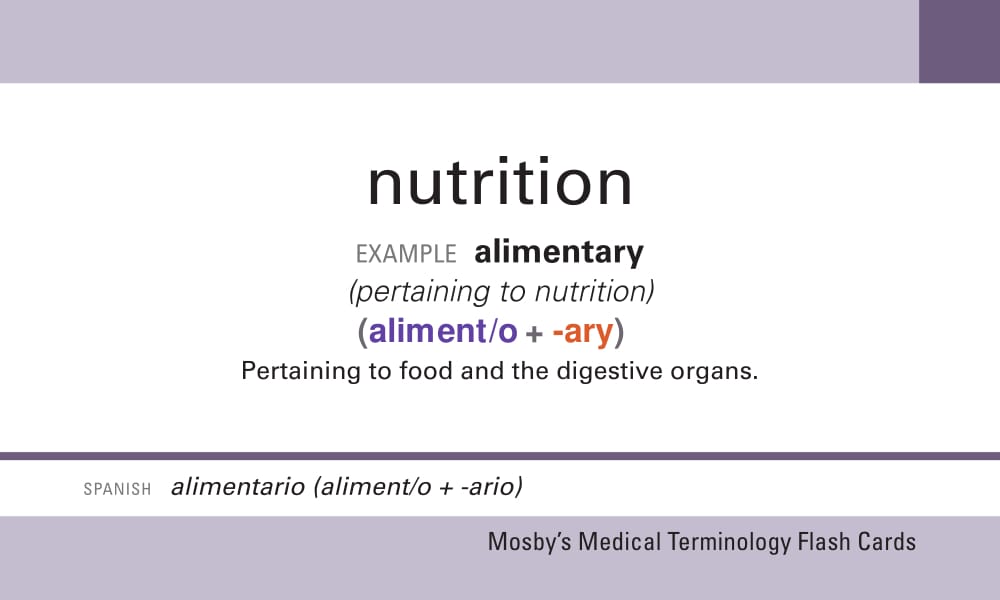 nutrition
EXAMPLE alimentary
(pertaining to nutrition)
(aliment/o + -ary)
Pertaining to food and the digestive organs.
SPANISH alimentario (aliment/o + -ario)
Mosby's Medical Terminology Flash Cards